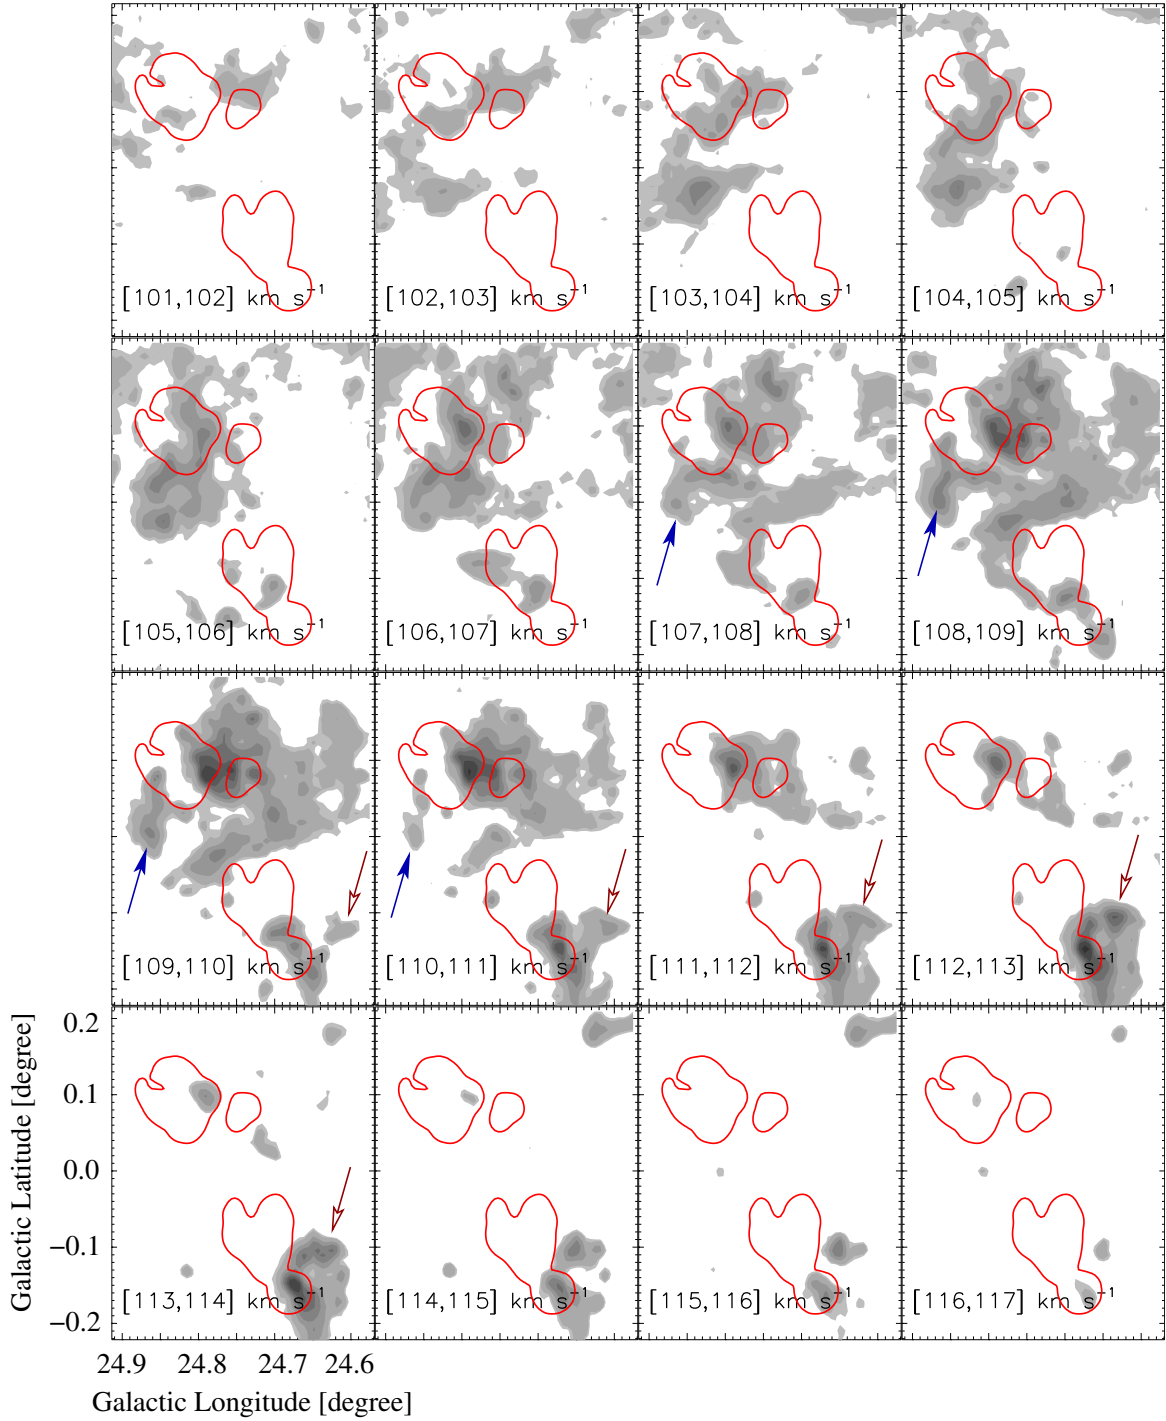 [101,102] km s⁻¹ [102,103] km s⁻¹ [103,104] km s⁻¹ [104,105] km s⁻¹
[105,106] km s⁻¹ [106,107] km s⁻¹ [107,108] km s⁻¹ [108,109] km s⁻¹
[109,110] km s⁻¹ [110,111] km s⁻¹ [111,112] km s⁻¹ [112,113] km s⁻¹
Galactic Latitude [degree]
0.2
0.1
0.0
−0.1
−0.2
[113,114] km s⁻¹ [114,115] km s⁻¹ [115,116] km s⁻¹ [116,117] km s⁻¹
24.9 24.8 24.7 24.6
Galactic Longitude [degree]